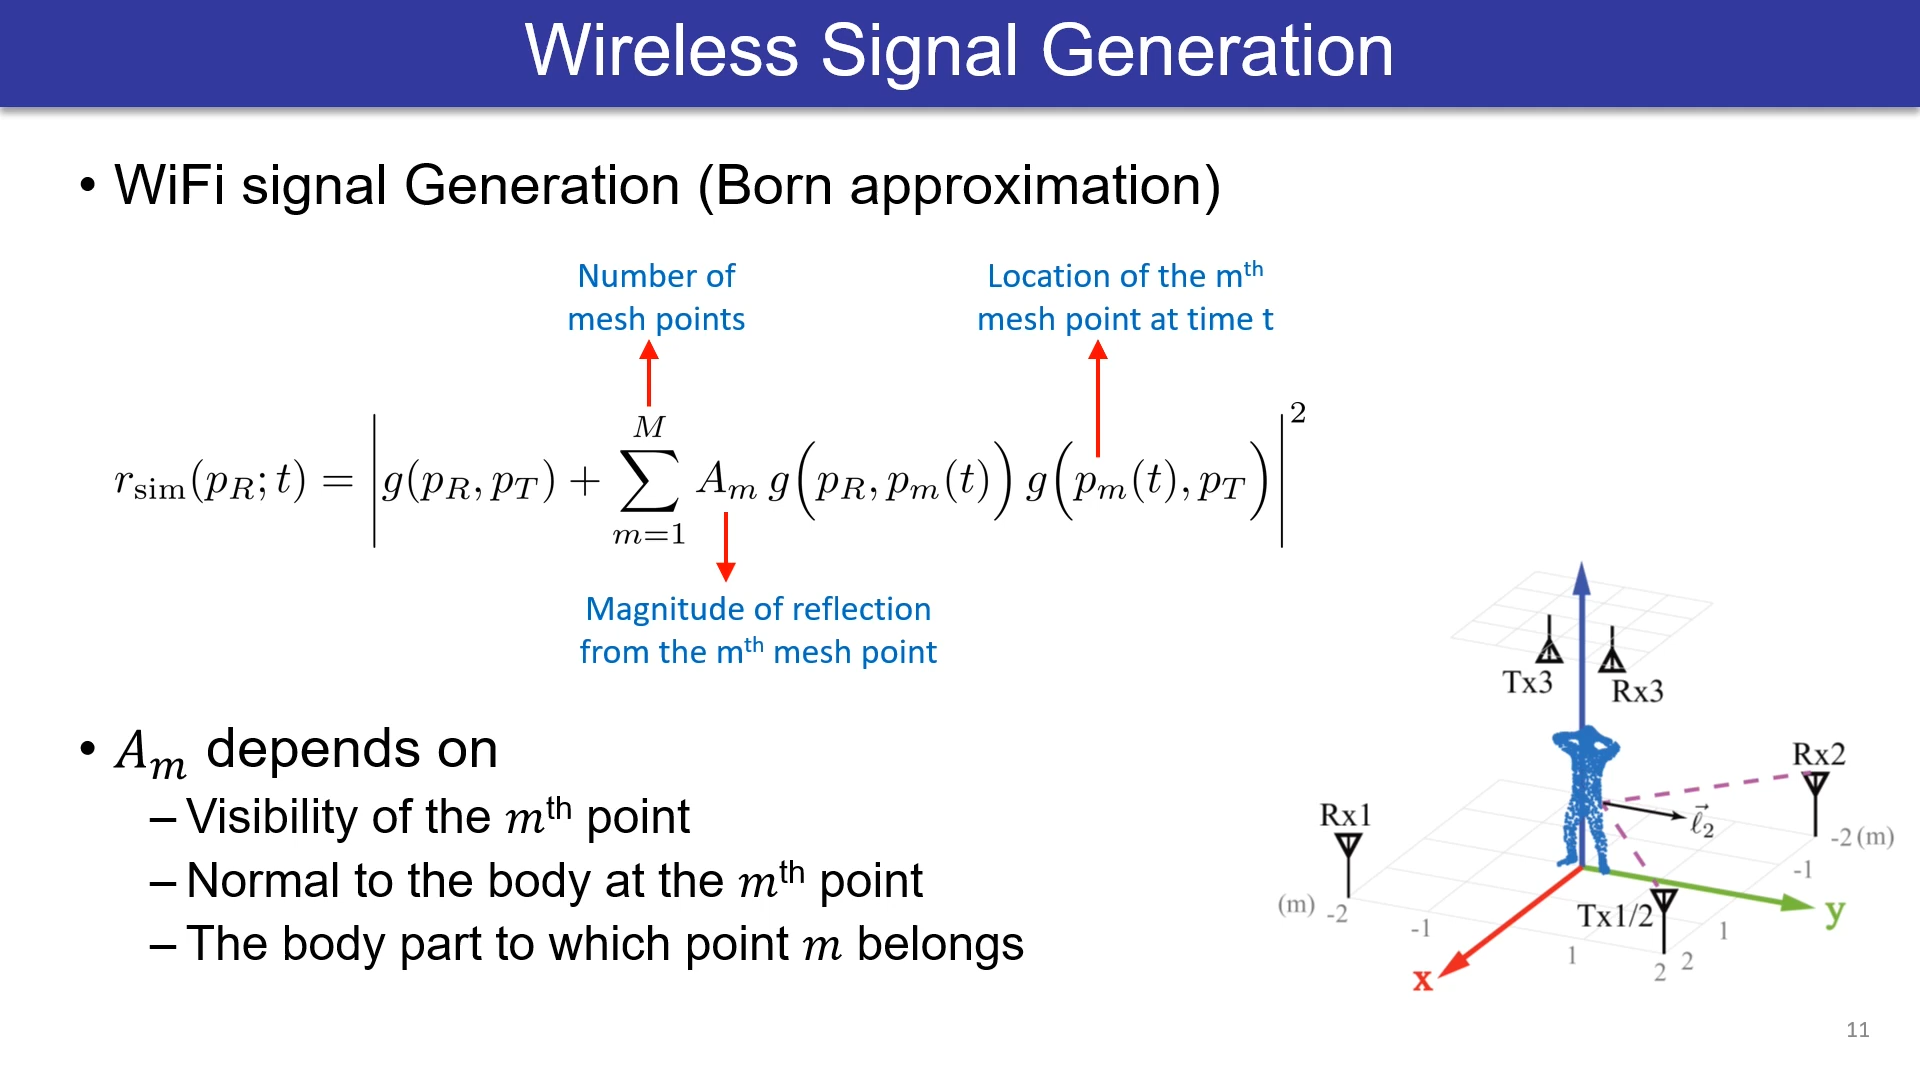 Wireless Signal Generation
• WiFi signal Generation (Born approximation)
Number of
mesh points
Location of the mᵗʰ
mesh point at time t
r_sim(p_R; t) = |g(p_R, p_T) + ∑_{m=1}^{M} A_m g(p_R, p_m(t)) g(p_m(t), p_T)|²
Magnitude of reflection
from the mᵗʰ mesh point
• A_m depends on
– Visibility of the mᵗʰ point
– Normal to the body at the mᵗʰ point
– The body part to which point m belongs
Tx3
Rx3
Rx2
Rx1
ℓ⃗₂
-2 (m)
-1
(m) -2
-1
Tx1/2
y
1
1
2
2
x
11